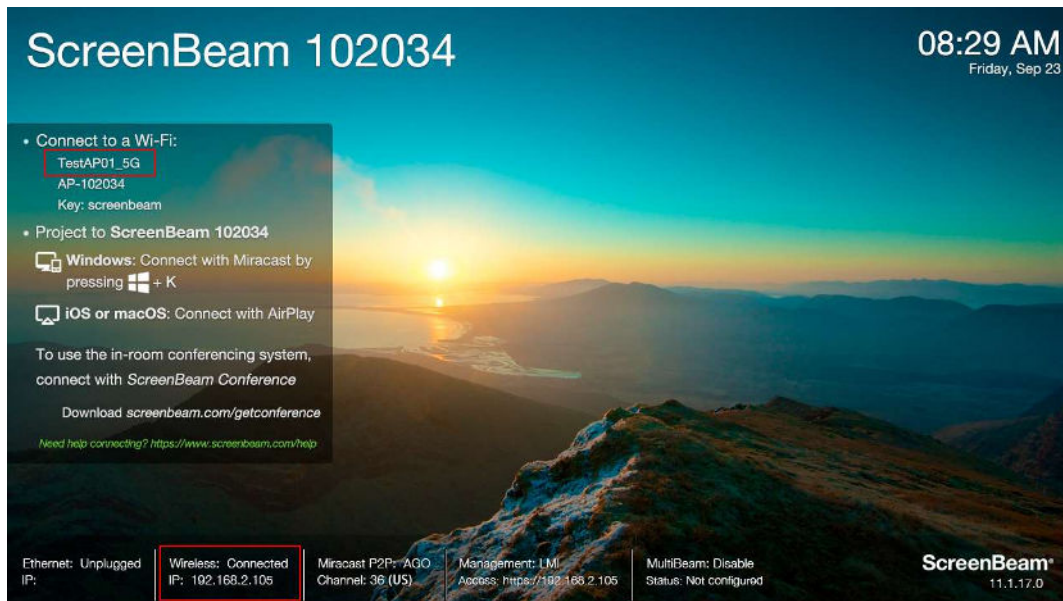 ScreenBeam 102034
08:29 AM
Friday, Sep 23
• Connect to a Wi-Fi:
TestAP01_5G
AP-102034
Key: screenbeam
• Project to ScreenBeam 102034
Windows: Connect with Miracast by
pressing + K
iOS or macOS: Connect with AirPlay
To use the in-room conferencing system,
connect with ScreenBeam Conference
Download screenbeam.com/getconference
Need help connecting? https://www.screenbeam.com/help
Ethernet: Unplugged
IP:
Wireless: Connected
IP: 192.168.2.105
Miracast P2P: AGO
Channel: 36 (US)
Management: LMI
Access: https://192.168.2.105
MultiBeam: Disable
Status: Not configured
ScreenBeam®
11.1.17.0